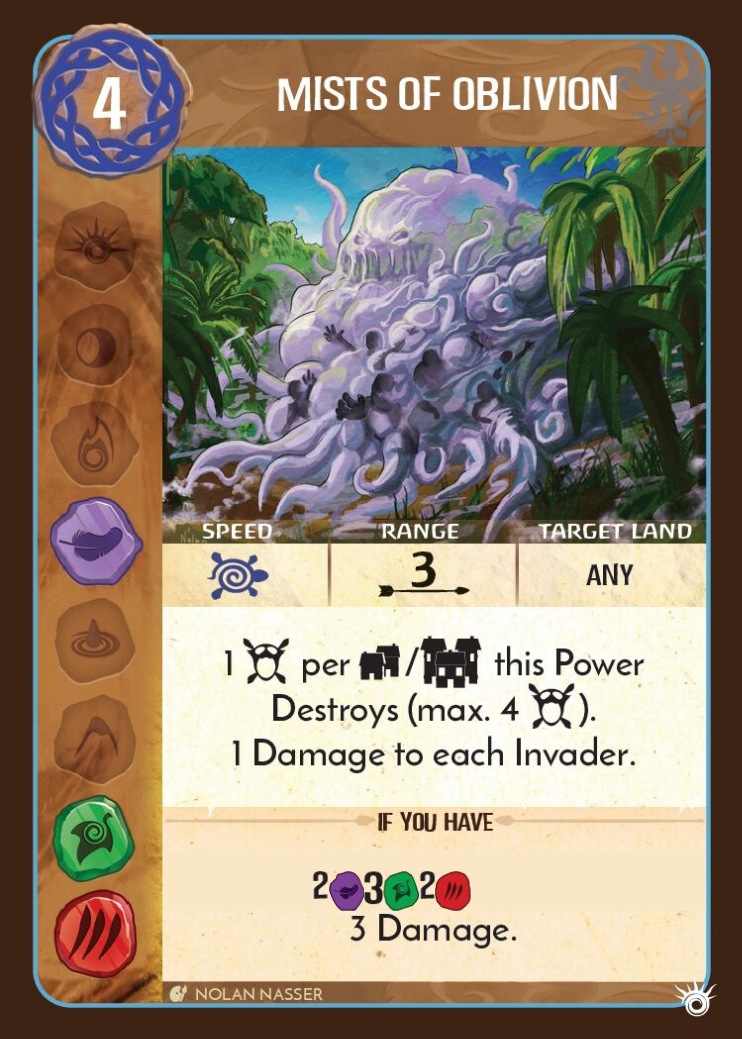 4
MISTS OF OBLIVION
SPEED RANGE TARGET LAND
3 ANY
1 per / this Power
Destroys (max. 4 ).
1 Damage to each Invader.
IF YOU HAVE
2 3 2
3 Damage.
NOLAN NASSER